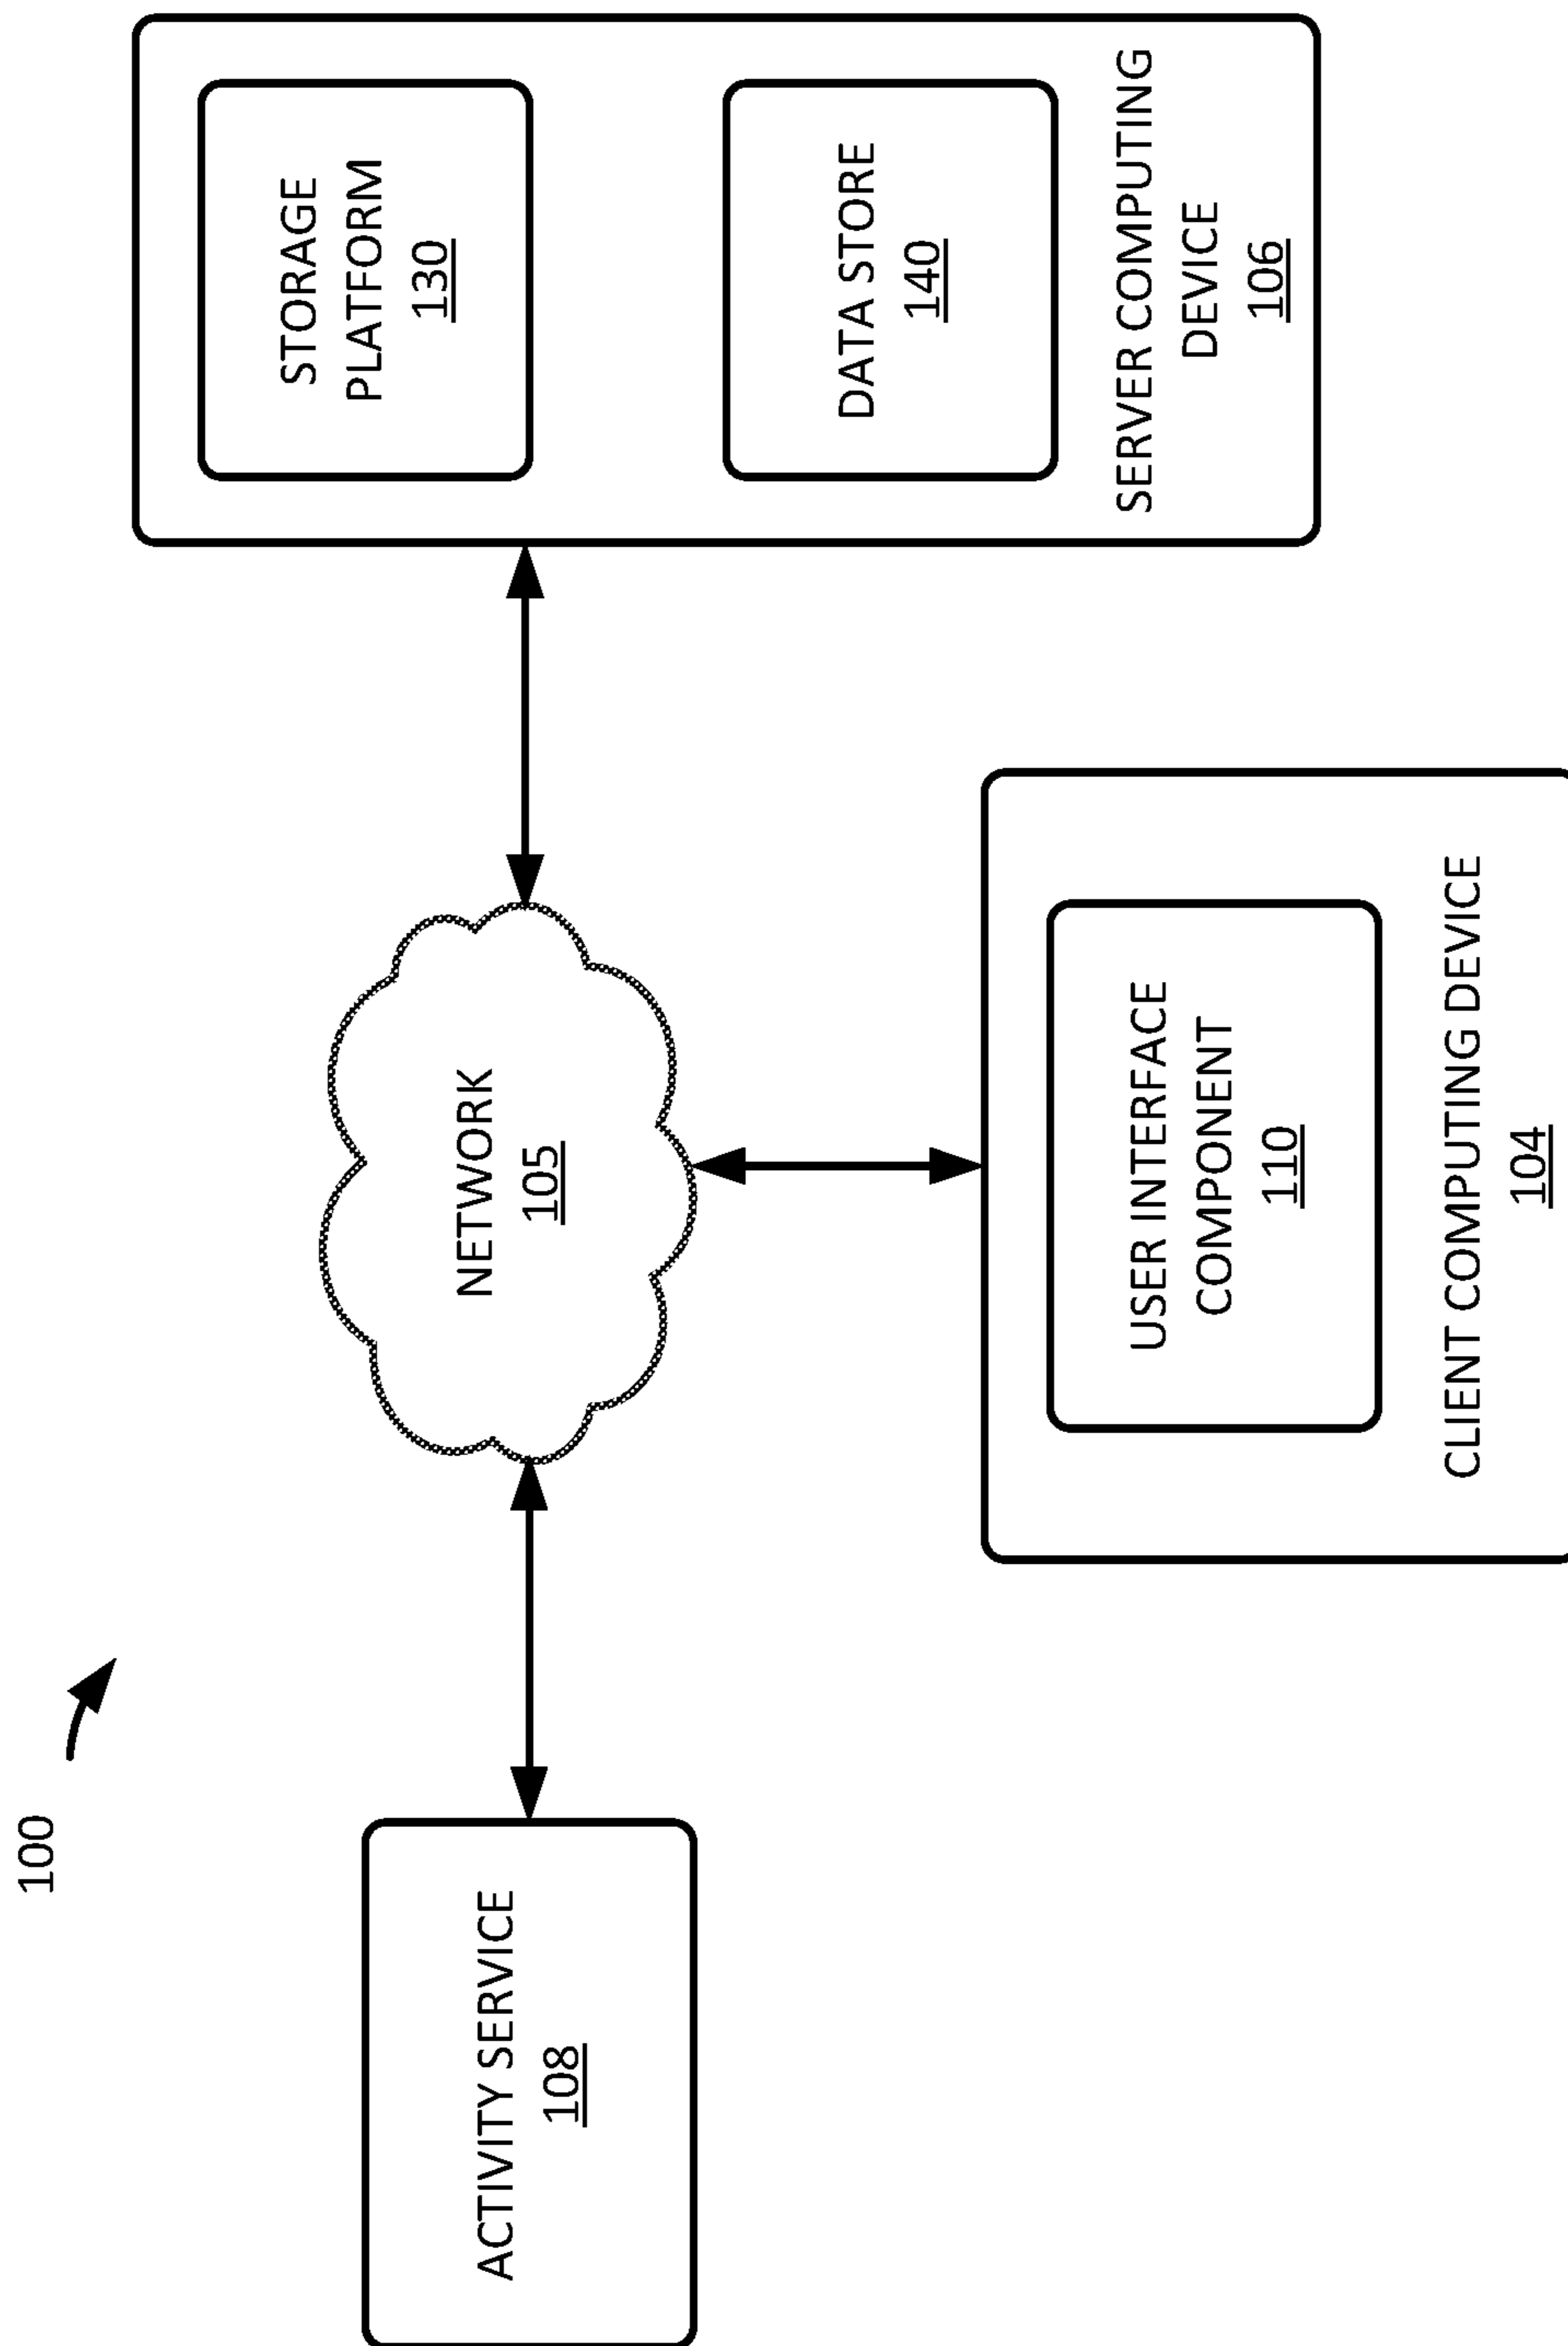 100
ACTIVITY SERVICE
108
NETWORK
105
STORAGE
PLATFORM
130
DATA STORE
140
SERVER COMPUTING
DEVICE
106
USER INTERFACE
COMPONENT
110
CLIENT COMPUTING DEVICE
104